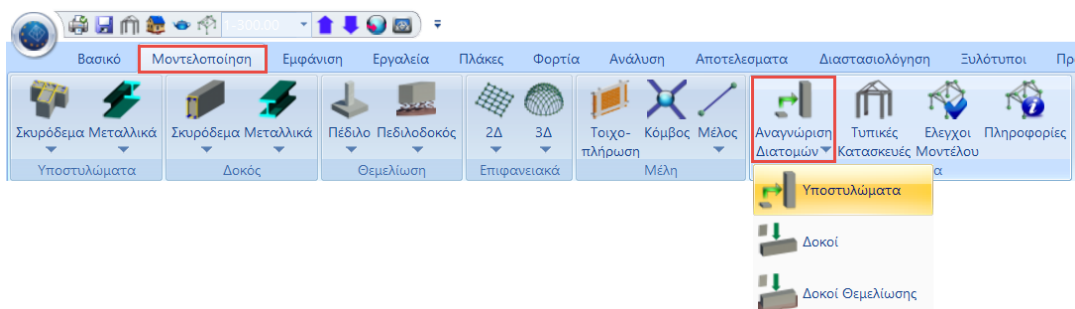 1-300.00
Βασικό Μοντελοποίηση Εμφάνιση Εργαλεία Πλάκες Φορτία Ανάλυση Αποτελεσματα Διαστασιολόγηση Ξυλότυποι
Σκυρόδεμα Μεταλλικά Σκυρόδεμα Μεταλλικά Πέδιλο Πεδιλοδοκός 2Δ 3Δ Τοιχο- Κόμβος Μέλος Αναγνώριση Τυπικές Ελεγχοι Πληροφορίες
πλήρωση Διατομών Κατασκευές Μοντέλου
Υποστυλώματα Δοκός Θεμελίωση Επιφανειακά Μέλη
Υποστυλώματα
Δοκοί
Δοκοί Θεμελίωσης